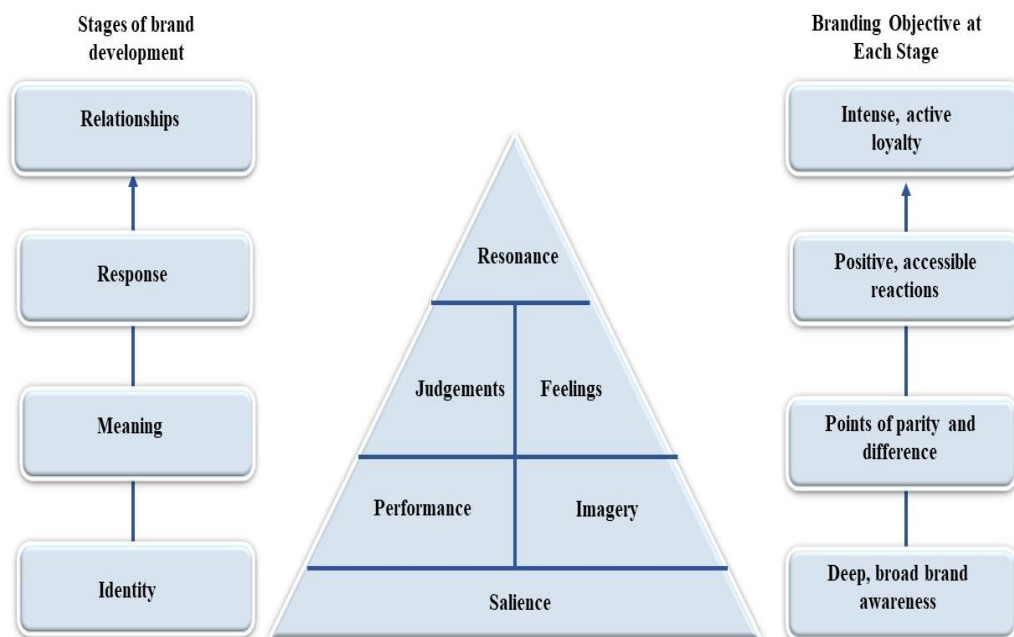 Stages of brand
development
Relationships
Response
Meaning
Identity
Resonance
Judgements
Feelings
Performance
Imagery
Salience
Branding Objective at
Each Stage
Intense, active
loyalty
Positive, accessible
reactions
Points of parity and
difference
Deep, broad brand
awareness